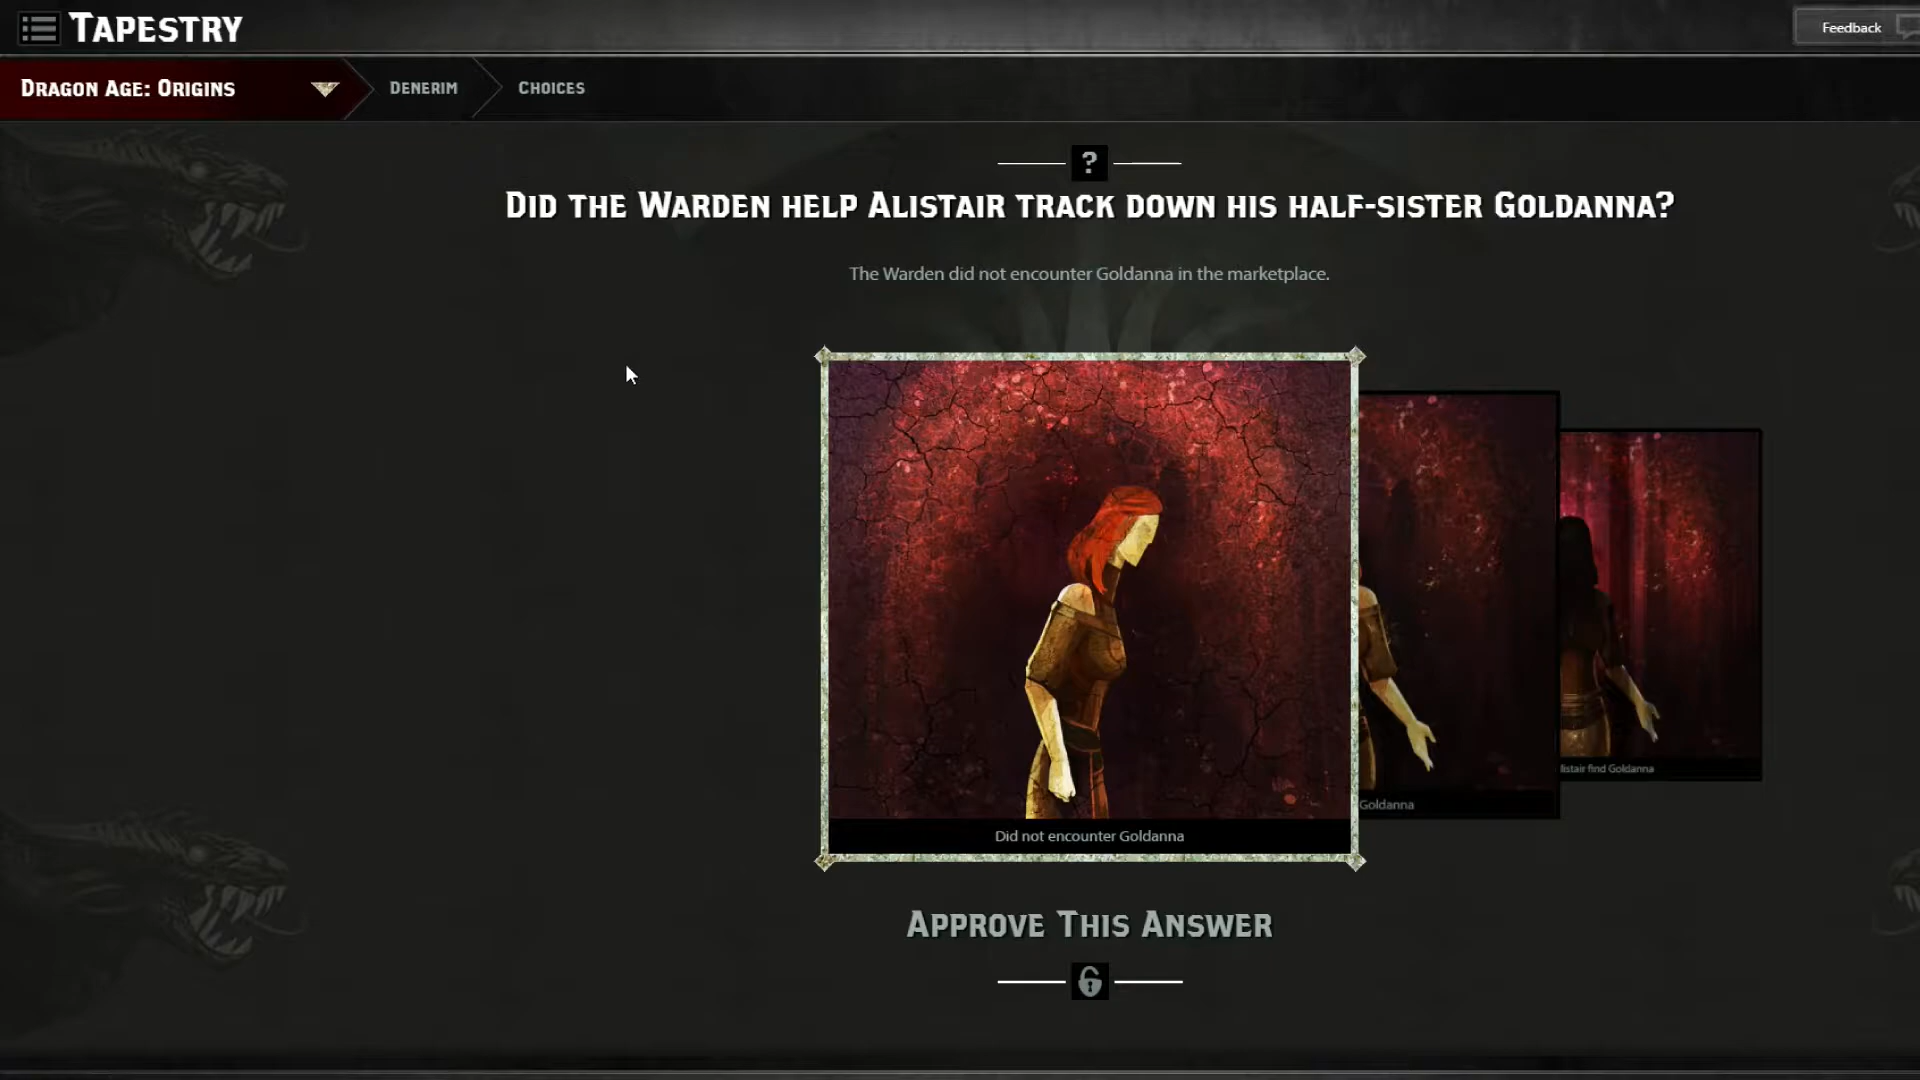 Tapestry
Feedback
Dragon Age: Origins
Denerim
Choices
?
Did the Warden help Alistair track down his half-sister Goldanna?
The Warden did not encounter Goldanna in the marketplace.
listair find Goldanna
Goldanna
Did not encounter Goldanna
Approve This Answer